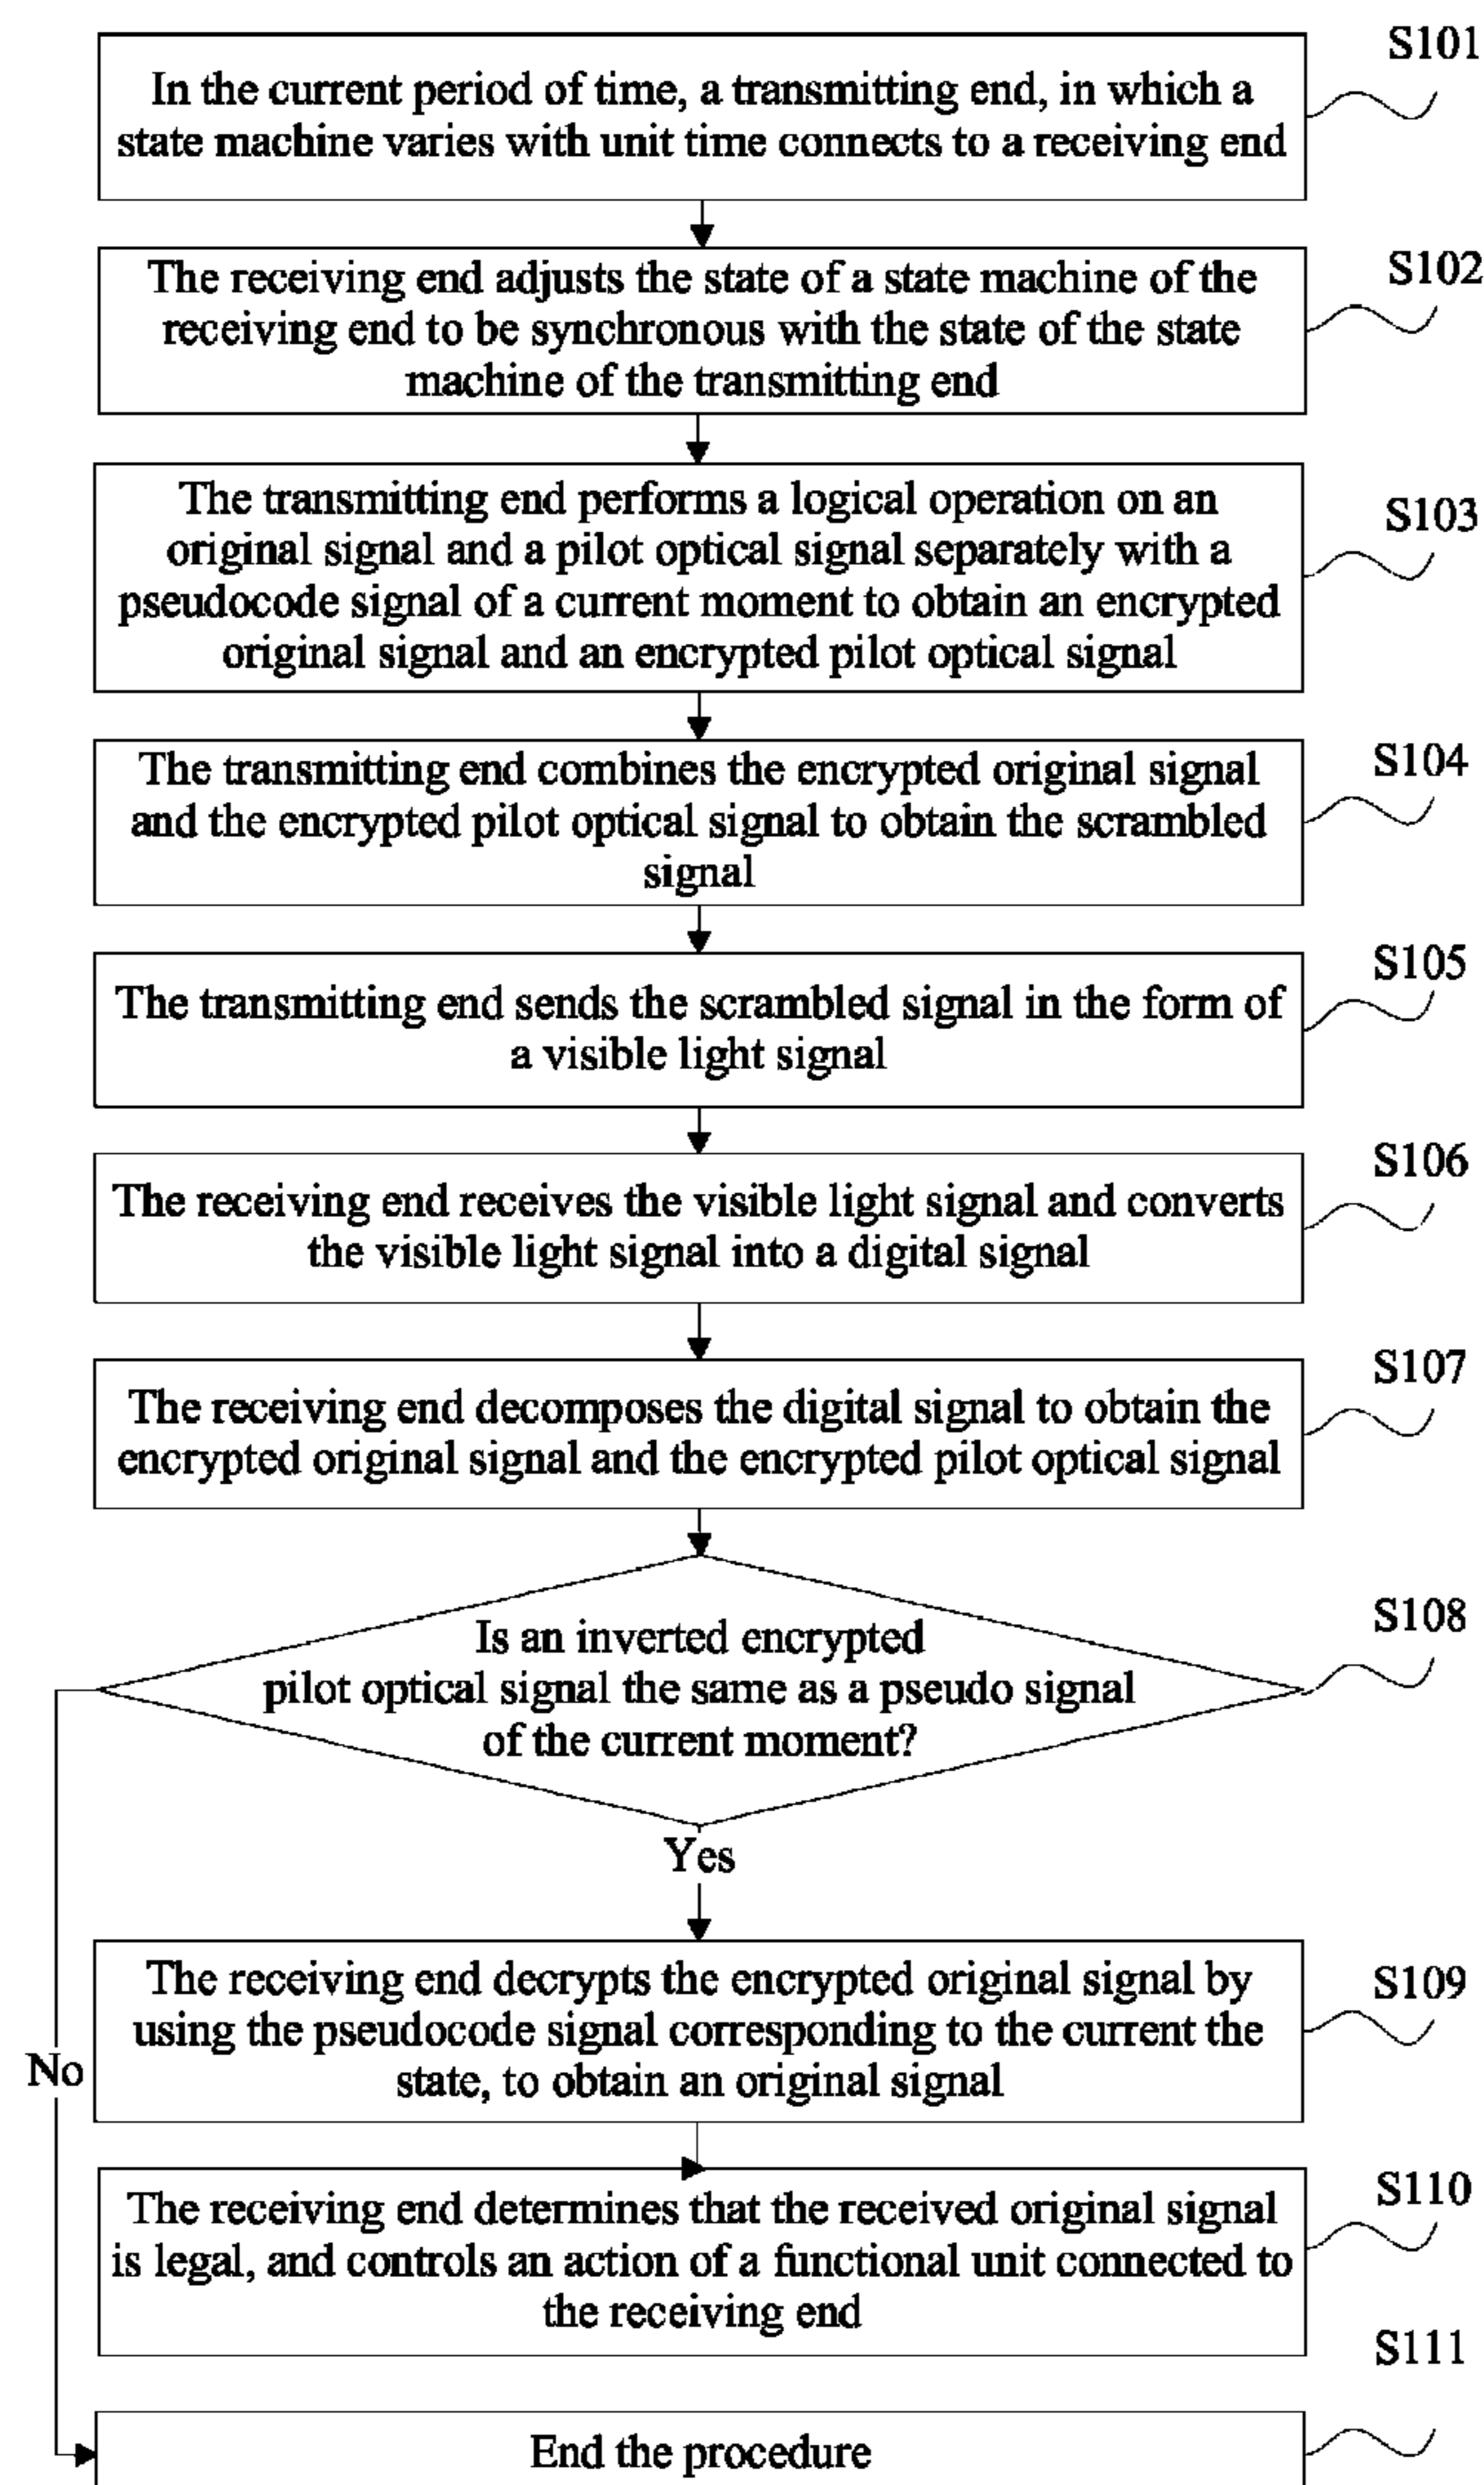 S101
In the current period of time, a transmitting end, in which a
state machine varies with unit time connects to a receiving end
S102
The receiving end adjusts the state of a state machine of the
receiving end to be synchronous with the state of the state
machine of the transmitting end
S103
The transmitting end performs a logical operation on an
original signal and a pilot optical signal separately with a
pseudocode signal of a current moment to obtain an encrypted
original signal and an encrypted pilot optical signal
S104
The transmitting end combines the encrypted original signal
and the encrypted pilot optical signal to obtain the scrambled
signal
S105
The transmitting end sends the scrambled signal in the form of
a visible light signal
S106
The receiving end receives the visible light signal and converts
the visible light signal into a digital signal
S107
The receiving end decomposes the digital signal to obtain the
encrypted original signal and the encrypted pilot optical signal
S108
Is an inverted encrypted
pilot optical signal the same as a pseudo signal
of the current moment?
Yes
S109
The receiving end decrypts the encrypted original signal by
using the pseudocode signal corresponding to the current the
state, to obtain an original signal
No
S110
The receiving end determines that the received original signal
is legal, and controls an action of a functional unit connected to
the receiving end
S111
End the procedure